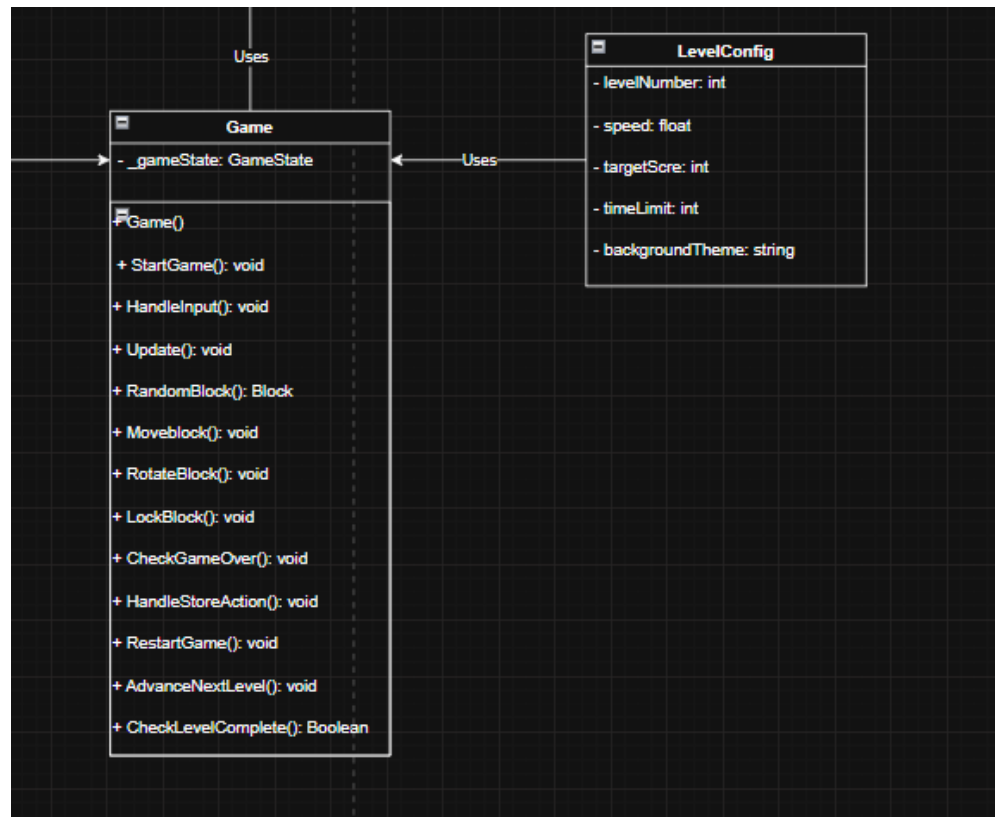 Uses
Game
- _gameState: GameState
+ Game()
+ StartGame(): void
+ HandleInput(): void
+ Update(): void
+ RandomBlock(): Block
+ Moveblock(): void
+ RotateBlock(): void
+ LockBlock(): void
+ CheckGameOver(): void
+ HandleStoreAction(): void
+ RestartGame(): void
+ AdvanceNextLevel(): void
+ CheckLevelComplete(): Boolean
Uses
LevelConfig
- levelNumber: int
- speed: float
- targetScre: int
- timeLimit: int
- backgroundTheme: string